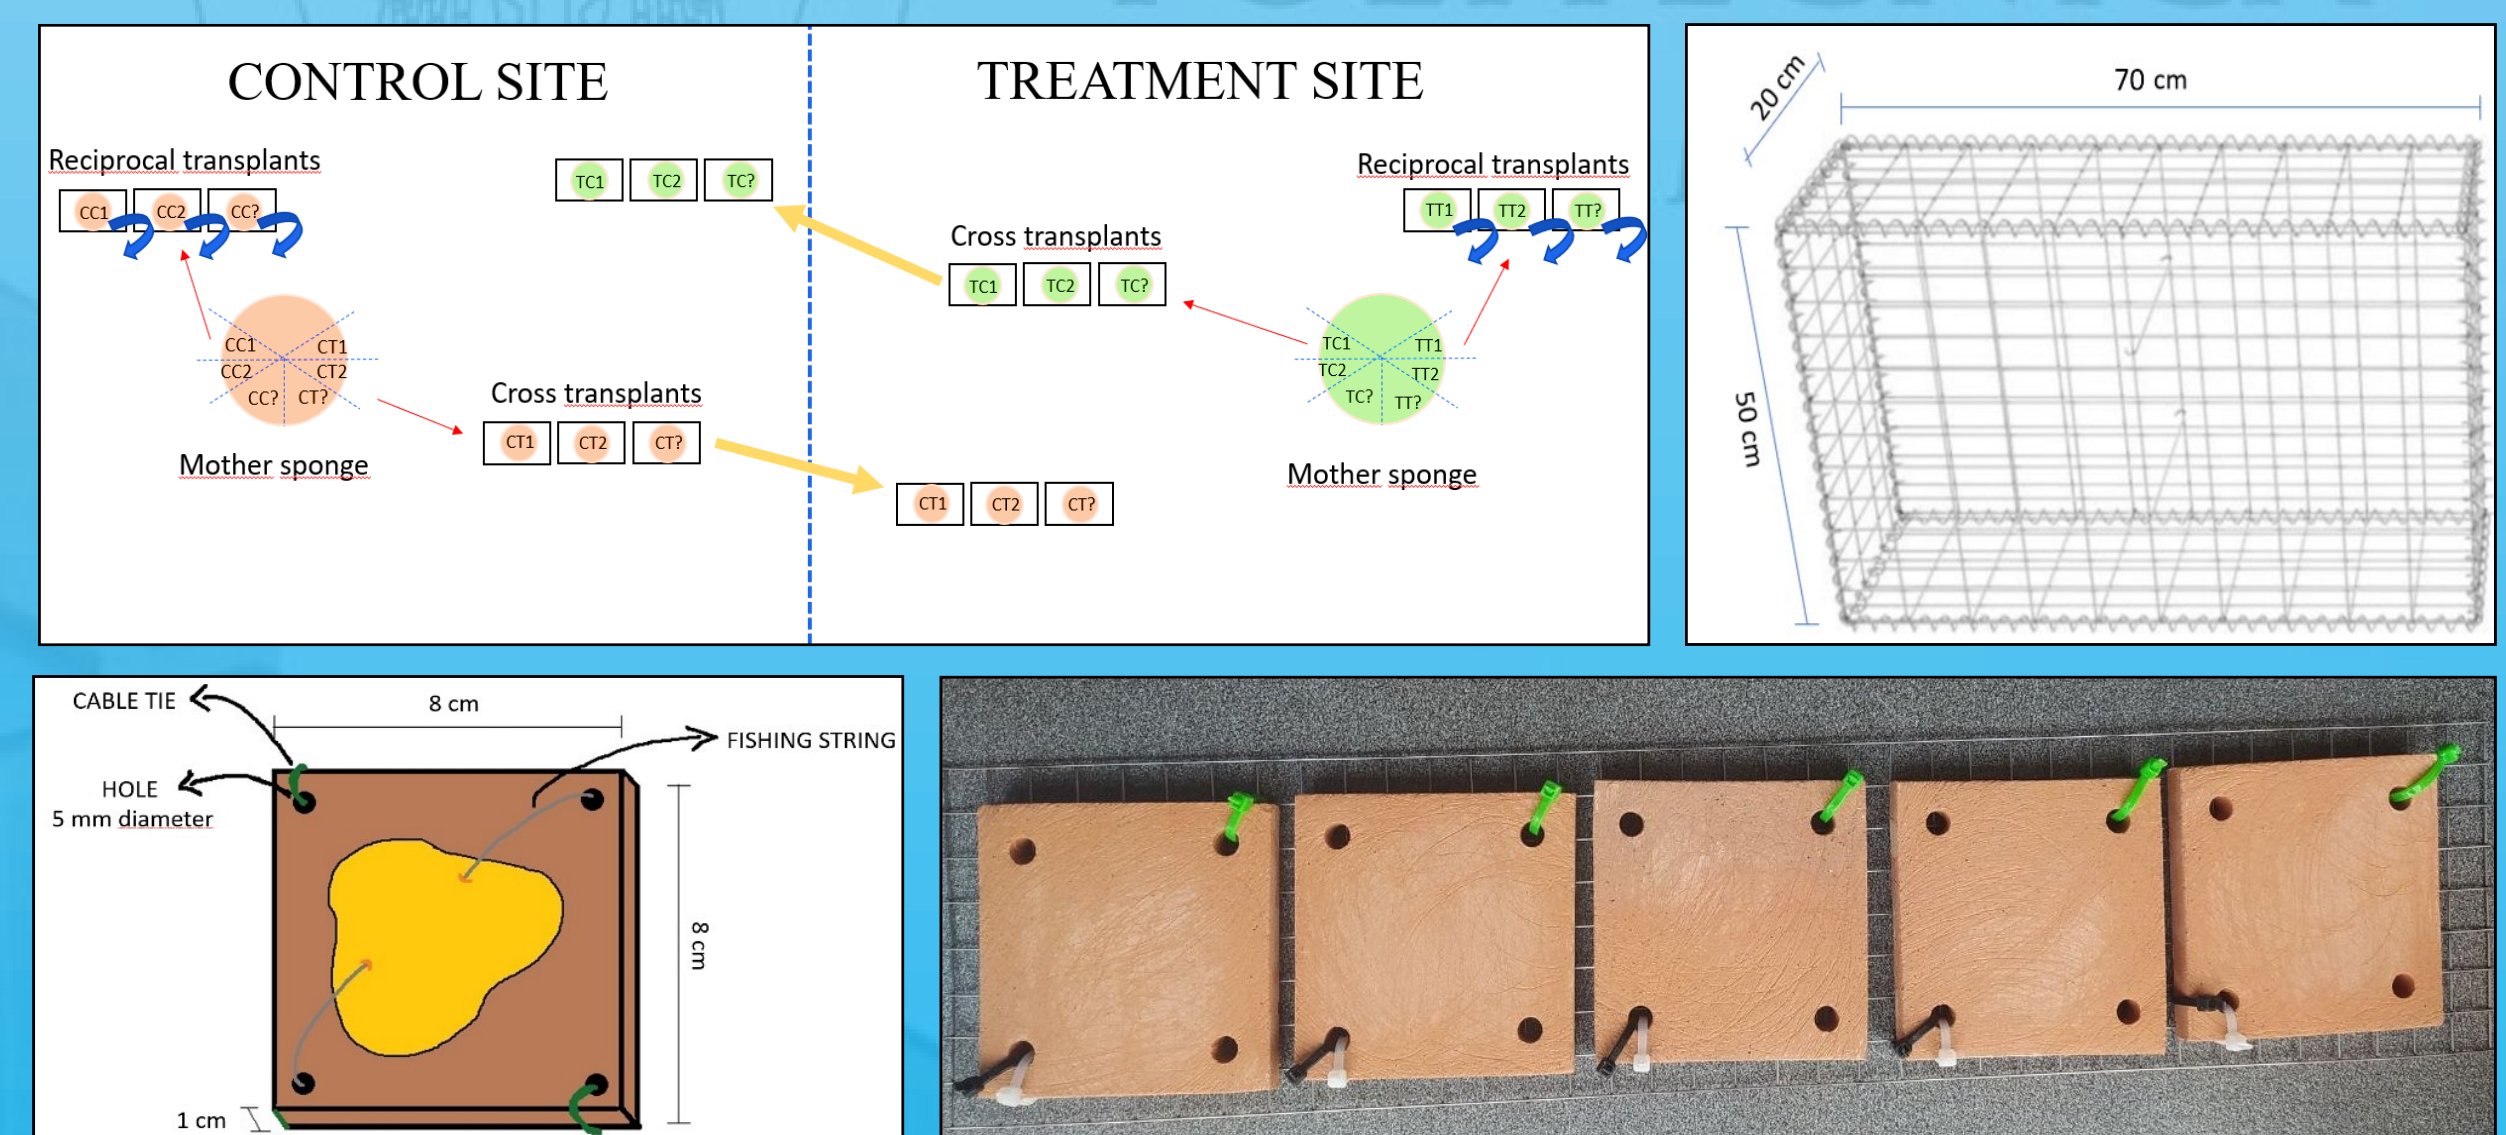 CONTROL SITE
Reciprocal transplants
CC1 CC2 CC?
TC1 TC2 TC?
CC1 CT1
CC2 CT2
CC? CT?
Mother sponge
Cross transplants
CT1 CT2 CT?
TREATMENT SITE
Reciprocal transplants
TT1 TT2 TT?
Cross transplants
TC1 TC2 TC?
TC1 TT1
TC2 TT2
TC? TT?
Mother sponge
CT1 CT2 CT?
20 cm
70 cm
50 cm
CABLE TIE
8 cm
FISHING STRING
HOLE
5 mm diameter
8 cm
1 cm